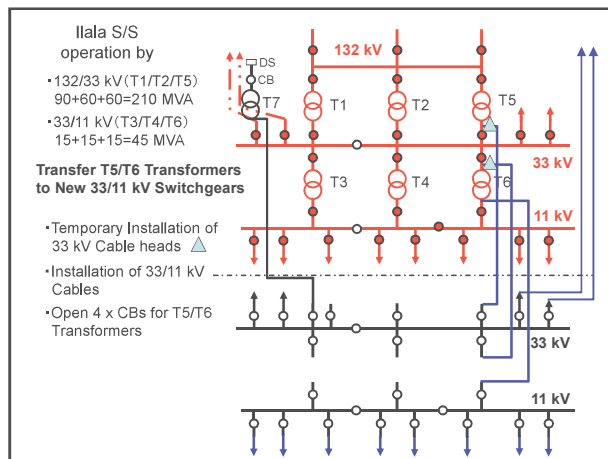 Ilala S/S
operation by
・132/33 kV(T1/T2/T5)
90+60+60=210 MVA
・33/11 kV(T3/T4/T6)
15+15+15=45 MVA
Transfer T5/T6 Transformers
to New 33/11 kV Switchgears
・Temporary Installation of
33 kV Cable heads
・Installation of 33/11 kV
Cables
・Open 4 x CBs for T5/T6
Transformers
DS
CB
T7
132 kV
T1
T2
T5
33 kV
T3
T4
T6
11 kV
33 kV
11 kV